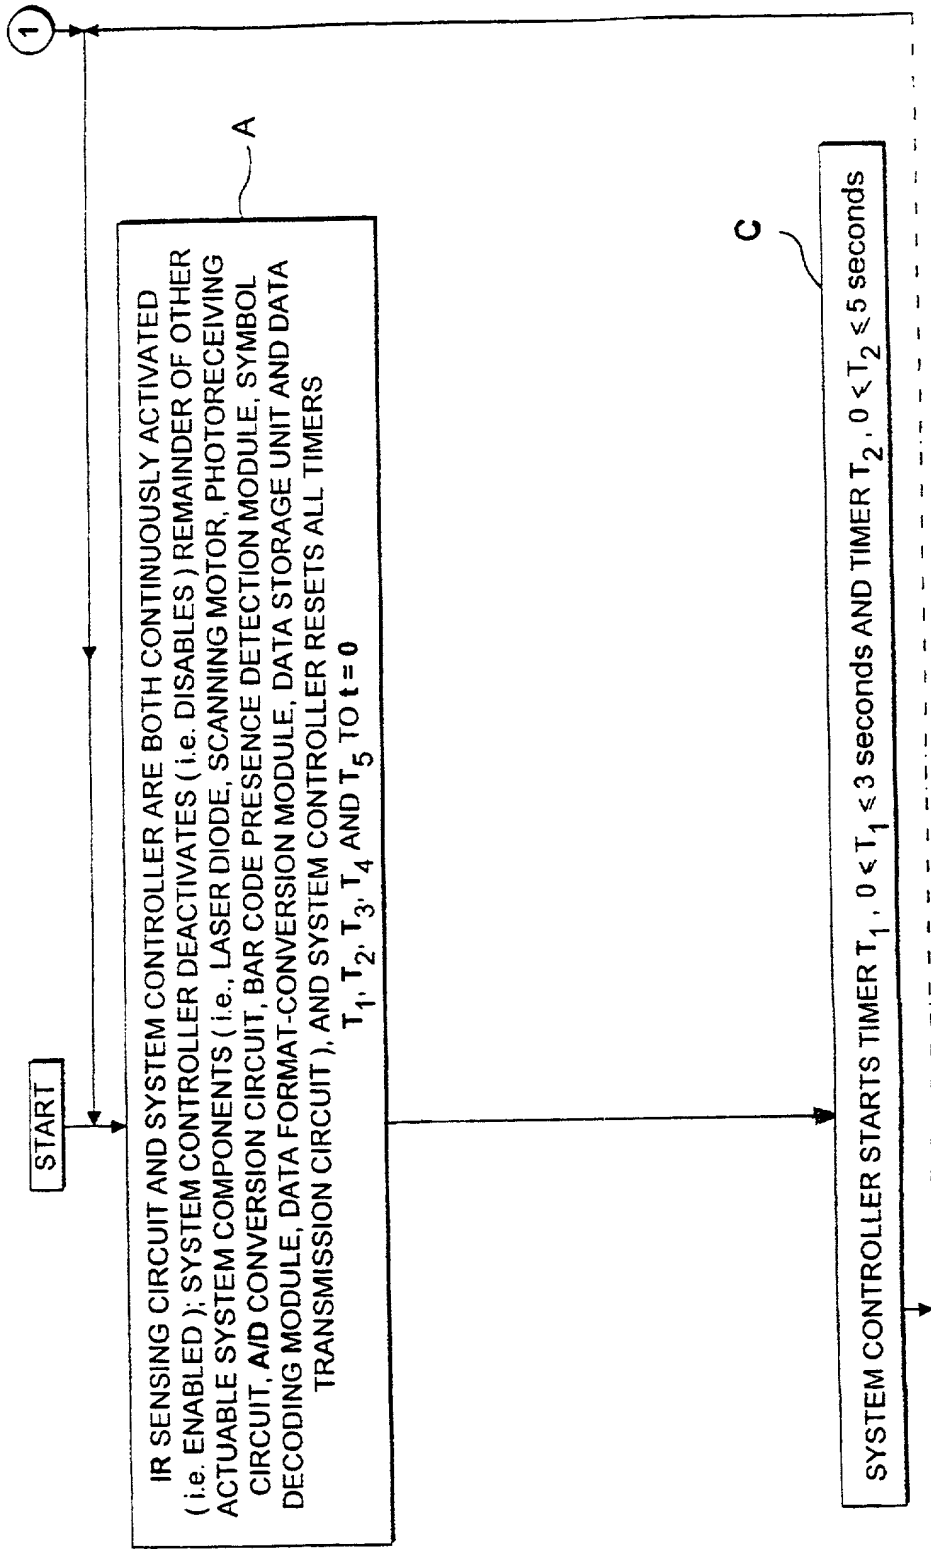 1
START
A
IR SENSING CIRCUIT AND SYSTEM CONTROLLER ARE BOTH CONTINUOUSLY ACTIVATED
( i.e. ENABLED ); SYSTEM CONTROLLER DEACTIVATES ( i.e. DISABLES ) REMAINDER OF OTHER
ACTUABLE SYSTEM COMPONENTS ( i.e., LASER DIODE, SCANNING MOTOR, PHOTORECEIVING
CIRCUIT, A/D CONVERSION CIRCUIT, BAR CODE PRESENCE DETECTION MODULE, SYMBOL
DECODING MODULE, DATA FORMAT-CONVERSION MODULE, DATA STORAGE UNIT AND DATA
TRANSMISSION CIRCUIT ), AND SYSTEM CONTROLLER RESETS ALL TIMERS
T₁, T₂, T₃, T₄ AND T₅ TO t = 0
C
SYSTEM CONTROLLER STARTS TIMER T₁ , 0 ⩽ T₁ ⩽ 3 seconds AND TIMER T₂ , 0 ⩽ T₂ ⩽ 5 seconds